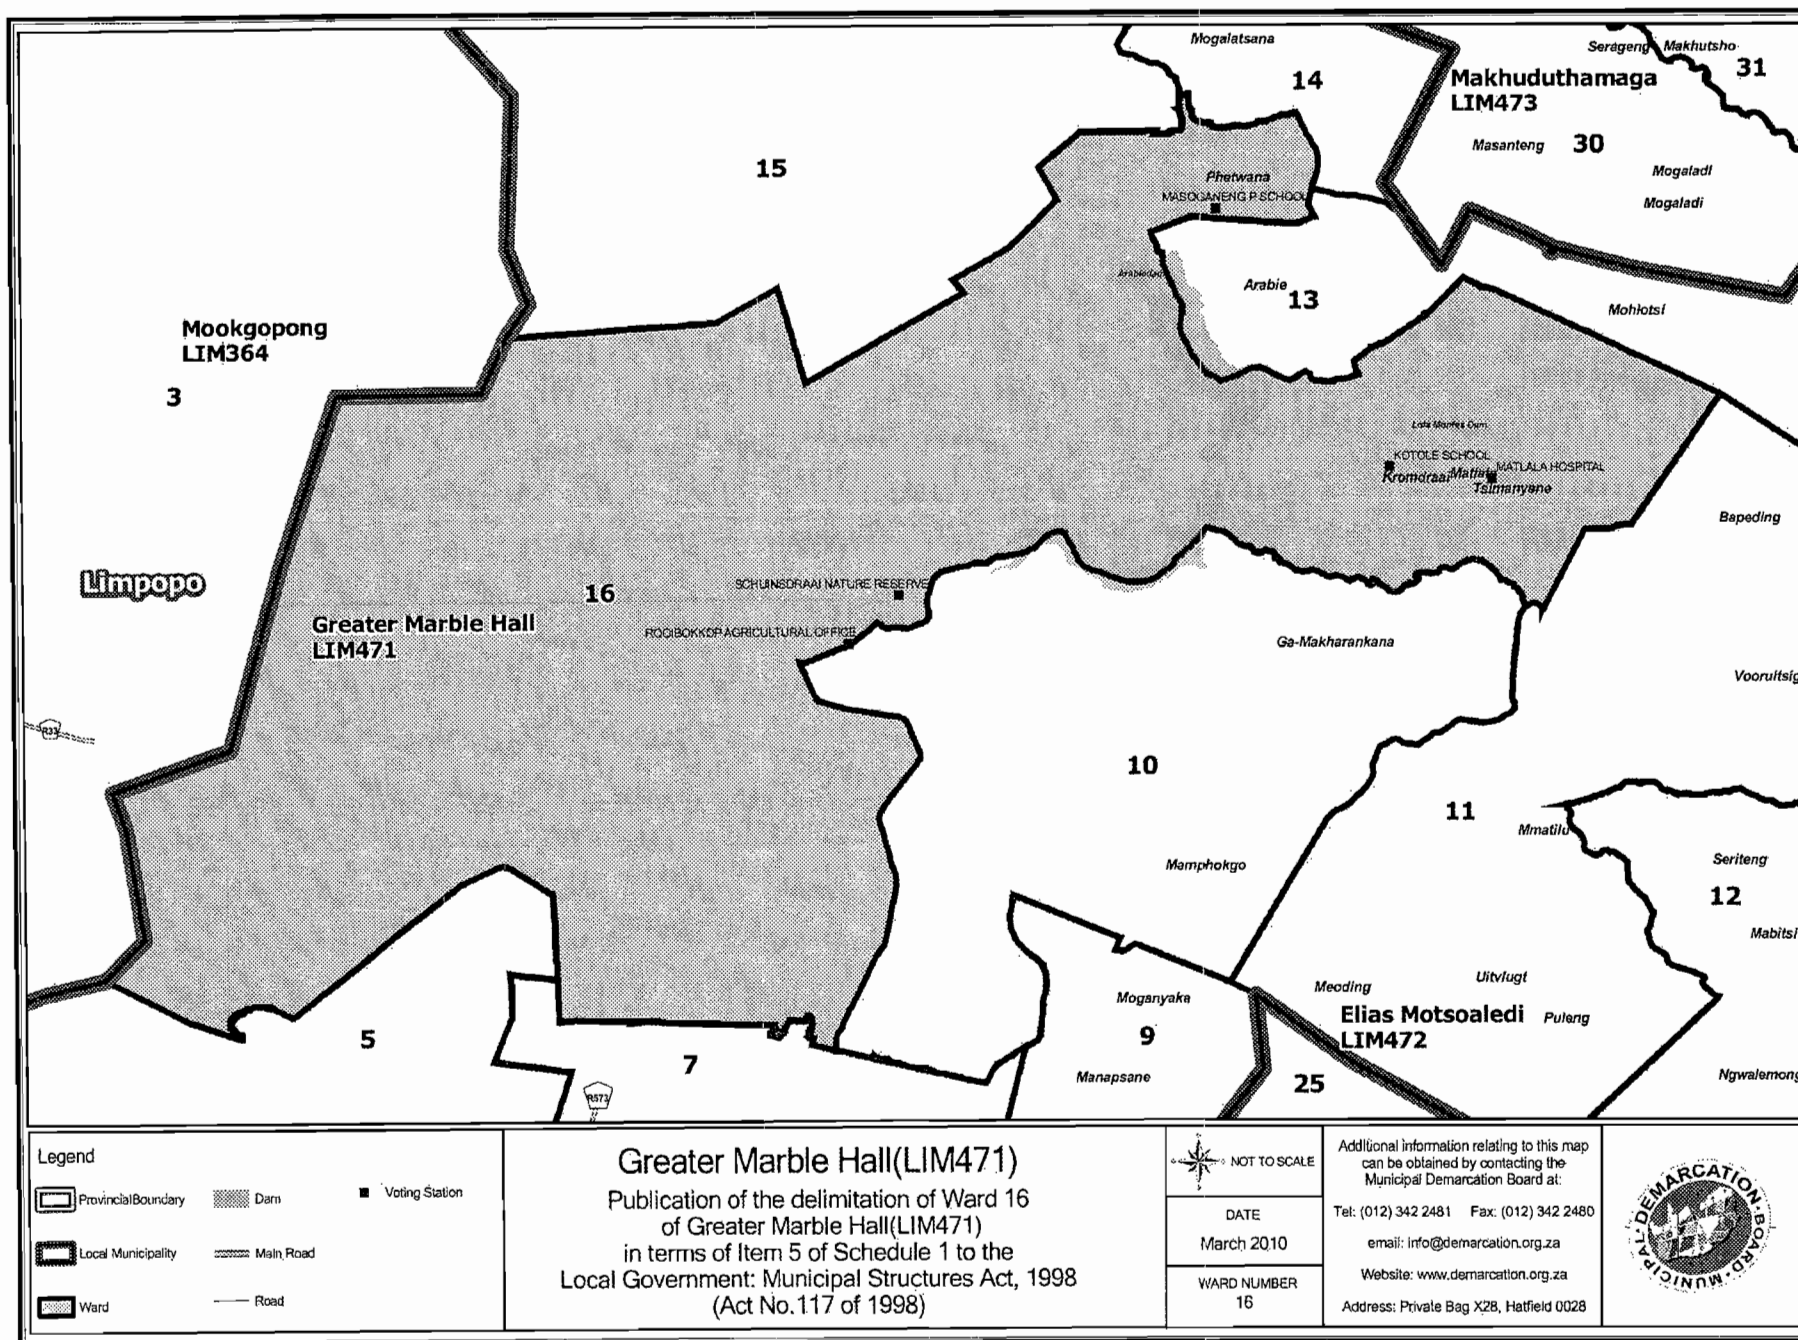 Mogalatsana
14
Serageng
Makhutsho
31
Makhuduthamaga
LIM473
Masanteng
30
Mogaladi
Mogaladi
15
Phetwana
MASOGANENG P SCHOOL
Arabie
13
Mohlotsi
Mookgopong
LIM364
3
KOTOLE SCHOOL
Kromdraai
MATLALA HOSPITAL
Tsimanyane
Bapeding
Limpopo
16
SCHUINSDRAAI NATURE RESERVE
Greater Marble Hall
LIM471
ROOIBOKKOP AGRICULTURAL OFFICE
Ga-Makharankana
Vooruitsig
R33
10
11
Mmatilu
Mamphokgo
Seriteng
12
Mabitsi
Moganyaka
Meoding
Uitvlugt
Elias Motsoaledi
LIM472
Puleng
5
7
9
Manapsane
25
R573
Ngwalemong
Legend
Provincial Boundary
Dam
Voting Station
Local Municipality
Main Road
Ward
Road
Greater Marble Hall(LIM471)
Publication of the delimitation of Ward 16
of Greater Marble Hall(LIM471)
in terms of Item 5 of Schedule 1 to the
Local Government: Municipal Structures Act, 1998
(Act No.117 of 1998)
NOT TO SCALE
DATE
March 2010
WARD NUMBER
16
Additional information relating to this map
can be obtained by contacting the
Municipal Demarcation Board at:
Tel: (012) 342 2481 Fax: (012) 342 2480
email: info@demarcation.org.za
Website: www.demarcation.org.za
Address: Private Bag X28, Hatfield 0028
MUNICIPAL DEMARCATION BOARD